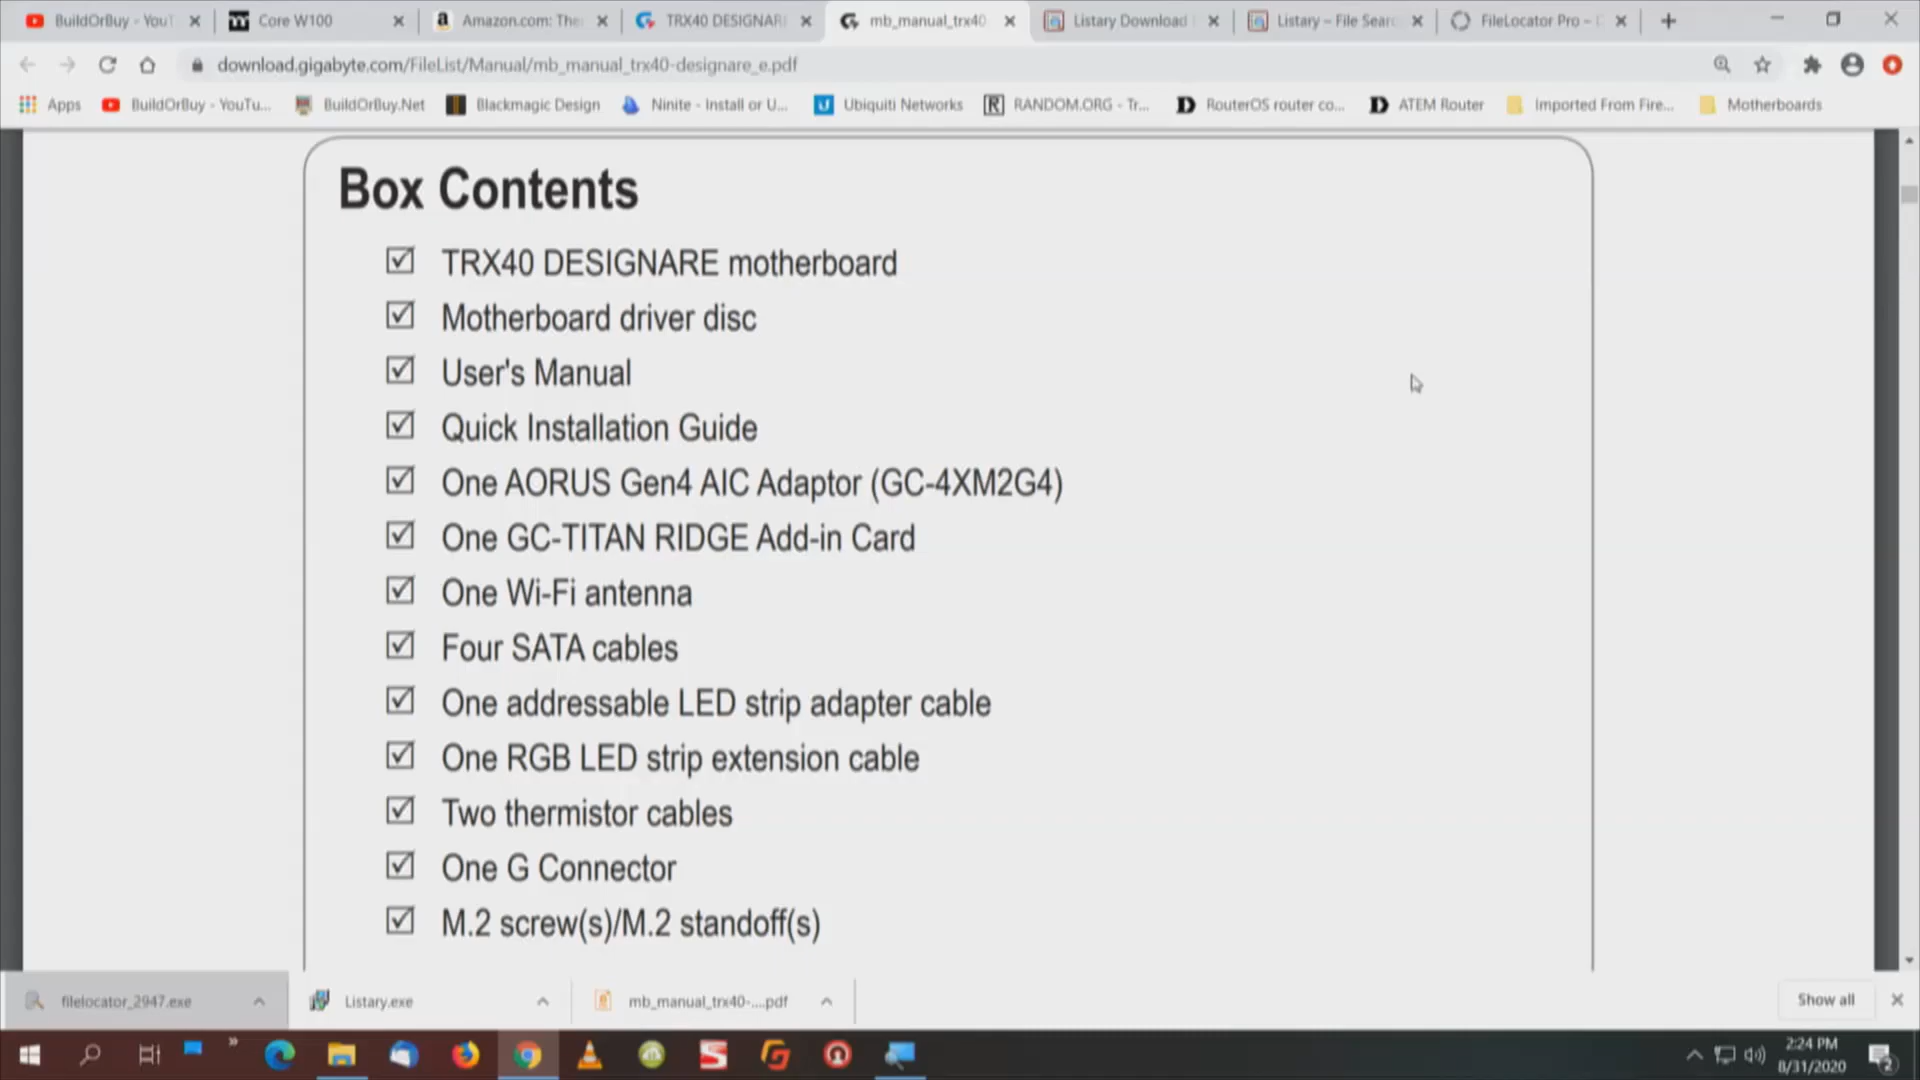 BuildOrBuy - YouT
Core W100
Amazon.com: The
TRX40 DESIGNAR
mb_manual_trx40
Listary Download
Listary – File Searc
FileLocator Pro –
download.gigabyte.com/FileList/Manual/mb_manual_trx40-designare_e.pdf
Apps
BuildOrBuy - YouTu...
BuildOrBuy.Net
Blackmagic Design
Ninite - Install or U...
Ubiquiti Networks
RANDOM.ORG - Tr...
RouterOS router co...
ATEM Router
Imported From Fire...
Motherboards
Box Contents
TRX40 DESIGNARE motherboard
Motherboard driver disc
User's Manual
Quick Installation Guide
One AORUS Gen4 AIC Adaptor (GC-4XM2G4)
One GC-TITAN RIDGE Add-in Card
One Wi-Fi antenna
Four SATA cables
One addressable LED strip adapter cable
One RGB LED strip extension cable
Two thermistor cables
One G Connector
M.2 screw(s)/M.2 standoff(s)
filelocator_2947.exe
Listary.exe
mb_manual_trx40-....pdf
Show all
2:24 PM
8/31/2020
2